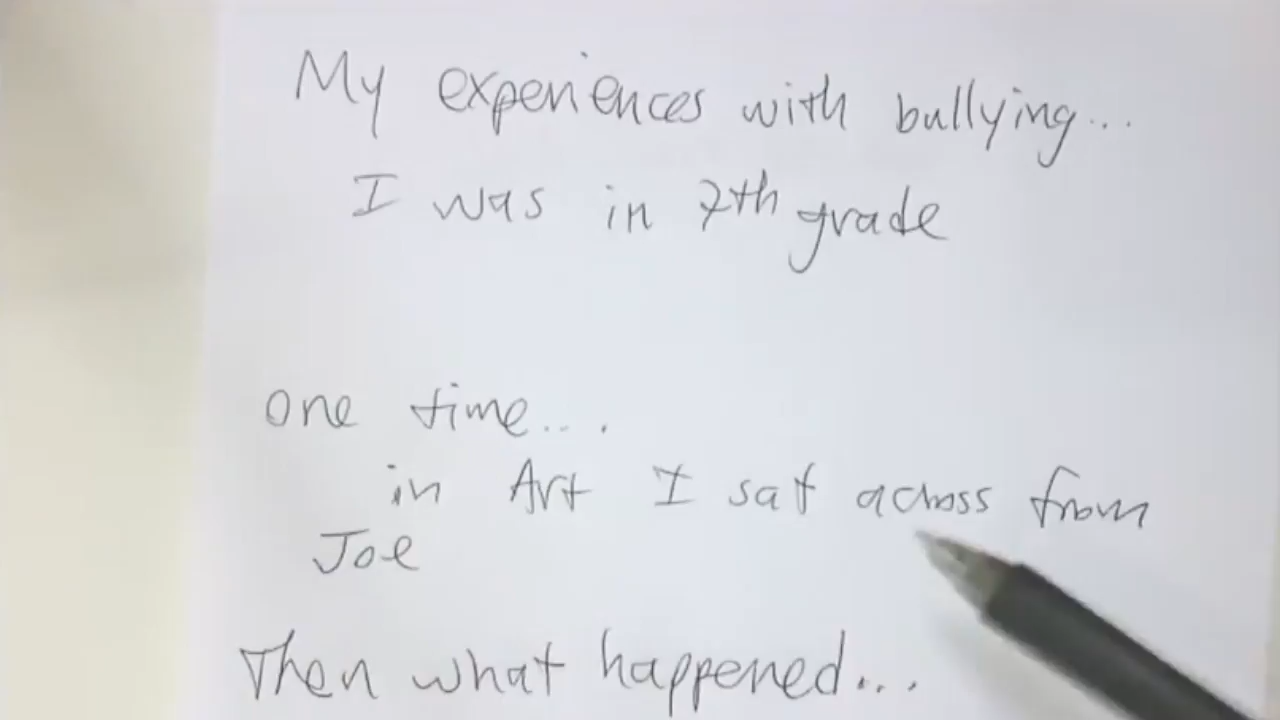 My experiences with bullying...
I was in 7th grade
one time...
in Art I sat across from
Joe
Then what happened...